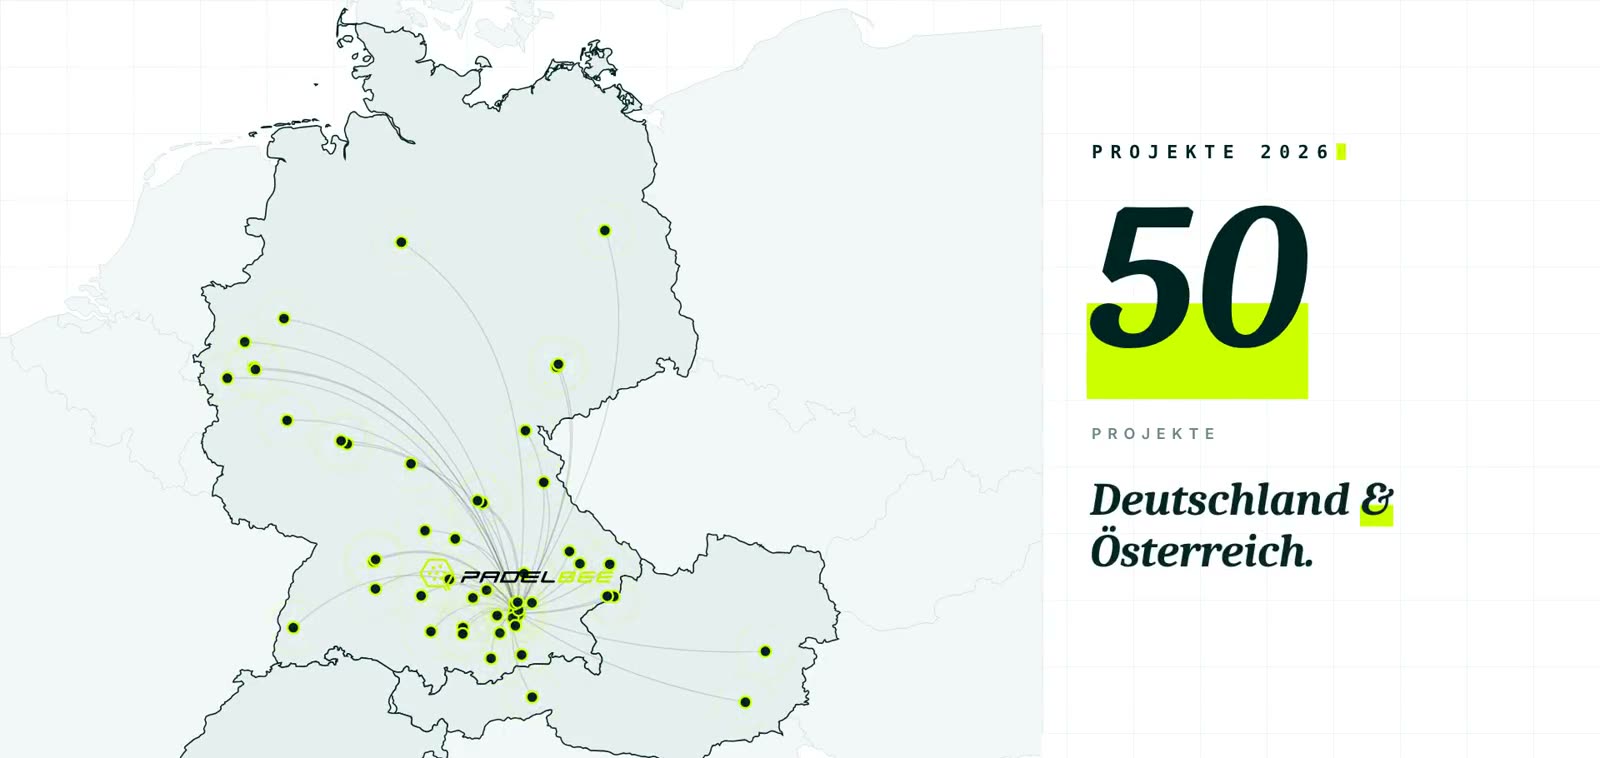 PROJEKTE 2026
50
PROJEKTE
Deutschland &
Österreich.
PADELBEE